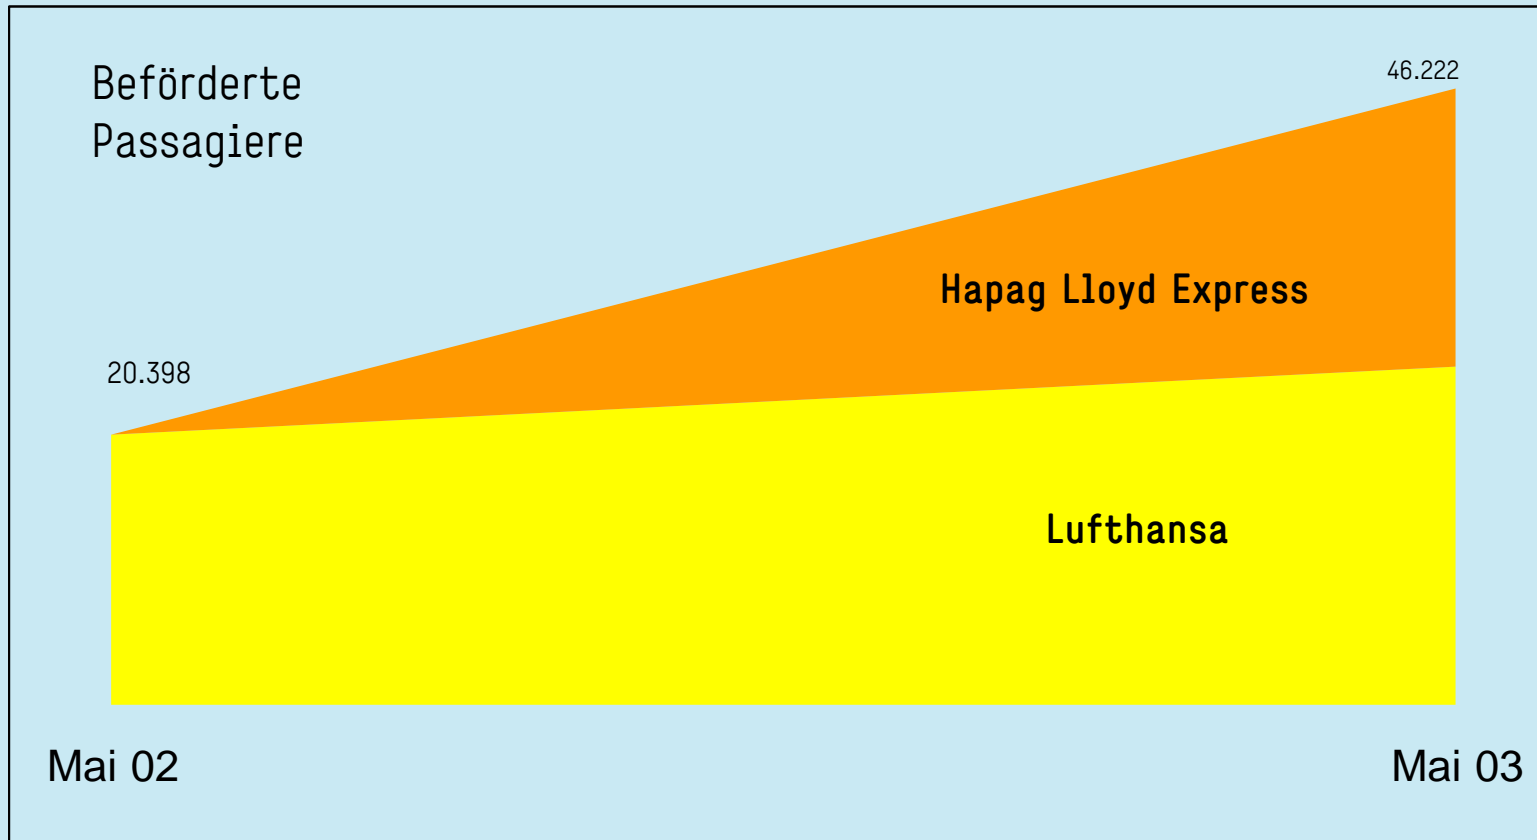 Beförderte
Passagiere
46.222
Hapag Lloyd Express
20.398
Lufthansa
Mai 02
Mai 03